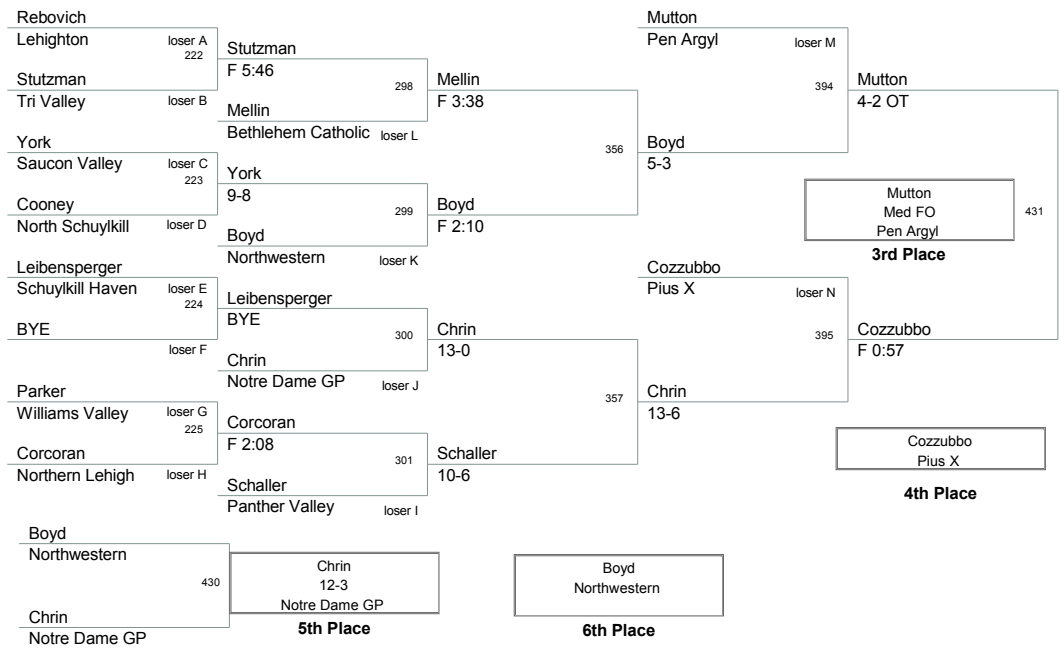 Rebovich
Lehighton
loser A
222
Stutzman
Tri Valley
loser B
Stutzman
F 5:46
298
Mellin
Bethlehem Catholic
loser L
York
Saucon Valley
loser C
223
Cooney
North Schuylkill
loser D
York
9-8
299
Boyd
Northwestern
loser K
Leibensperger
Schuylkill Haven
loser E
224
BYE
loser F
Leibensperger
BYE
300
Chrin
Notre Dame GP
loser J
Parker
Williams Valley
loser G
225
Corcoran
Northern Lehigh
loser H
Corcoran
F 2:08
301
Schaller
Panther Valley
loser I
Mellin
F 3:38
356
Boyd
F 2:10
Chrin
13-0
357
Schaller
10-6
Mutton
Pen Argyl
loser M
394
Boyd
5-3
Cozzubbo
Pius X
loser N
395
Chrin
13-6
Mutton
4-2 OT
431
Cozzubbo
F 0:57
Mutton
Med FO
Pen Argyl
3rd Place
Cozzubbo
Pius X
4th Place
Boyd
Northwestern
430
Chrin
Notre Dame GP
Chrin
12-3
Notre Dame GP
5th Place
Boyd
Northwestern
6th Place